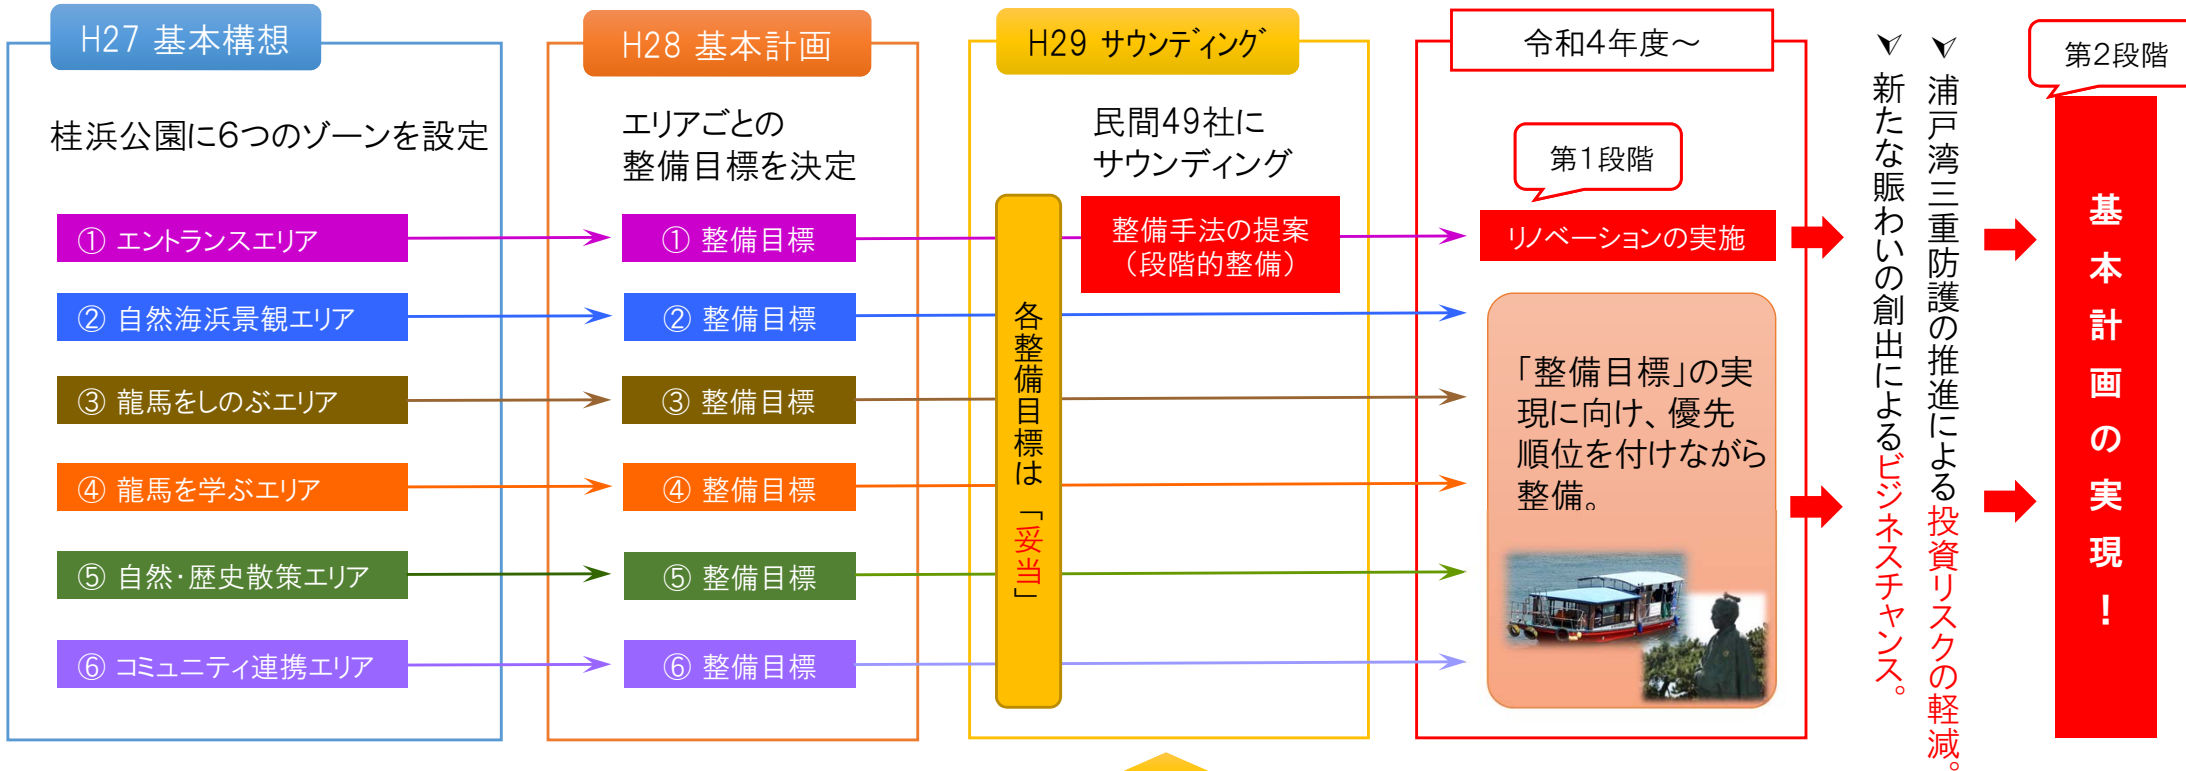 H27 基本構想
桂浜公園に6つのゾーンを設定
① エントランスエリア
② 自然海浜景観エリア
③ 龍馬をしのぶエリア
④ 龍馬を学ぶエリア
⑤ 自然・歴史散策エリア
⑥ コミュニティ連携エリア
H28 基本計画
エリアごとの
整備目標を決定
① 整備目標
② 整備目標
③ 整備目標
④ 整備目標
⑤ 整備目標
⑥ 整備目標
H29 サウンディング
民間49社に
サウンディング
各整備目標は「妥当」
整備手法の提案
（段階的整備）
令和4年度～
第1段階
リノベーションの実施
「整備目標」の実
現に向け、優先
順位を付けながら
整備。
浦戸湾三重防護の推進による投資リスクの軽減。
新たな賑わいの創出によるビジネスチャンス。
第2段階
基本計画の実現！